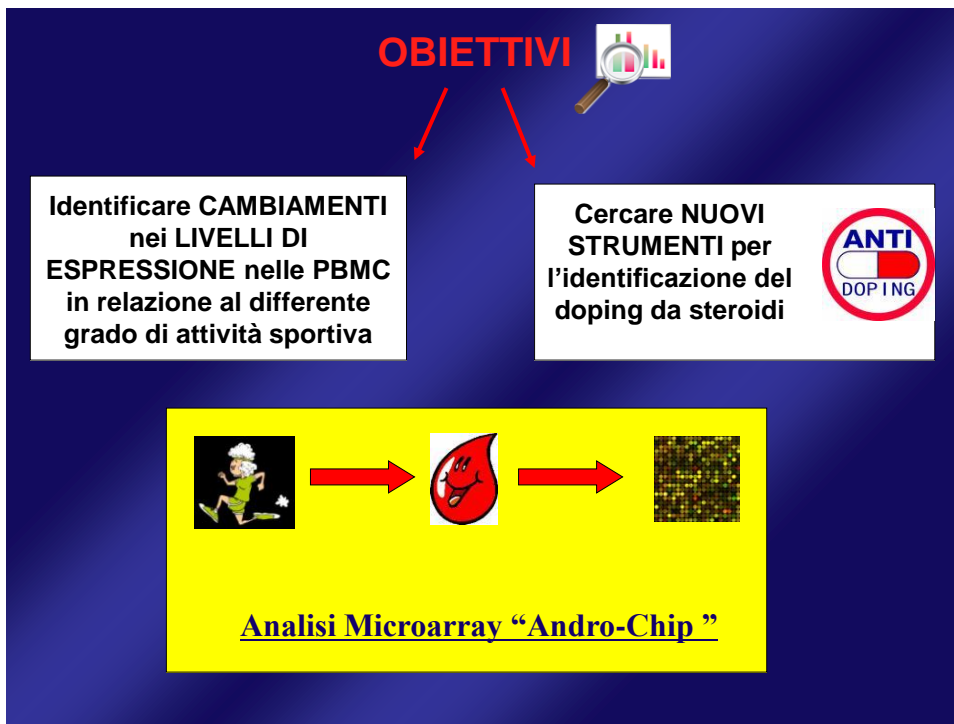 OBIETTIVI
Identificare CAMBIAMENTI
nei LIVELLI DI
ESPRESSIONE nelle PBMC
in relazione al differente
grado di attività sportiva
Cercare NUOVI
STRUMENTI per
l’identificazione del
doping da steroidi
ANTI
DOPING
Analisi Microarray “Andro-Chip ”